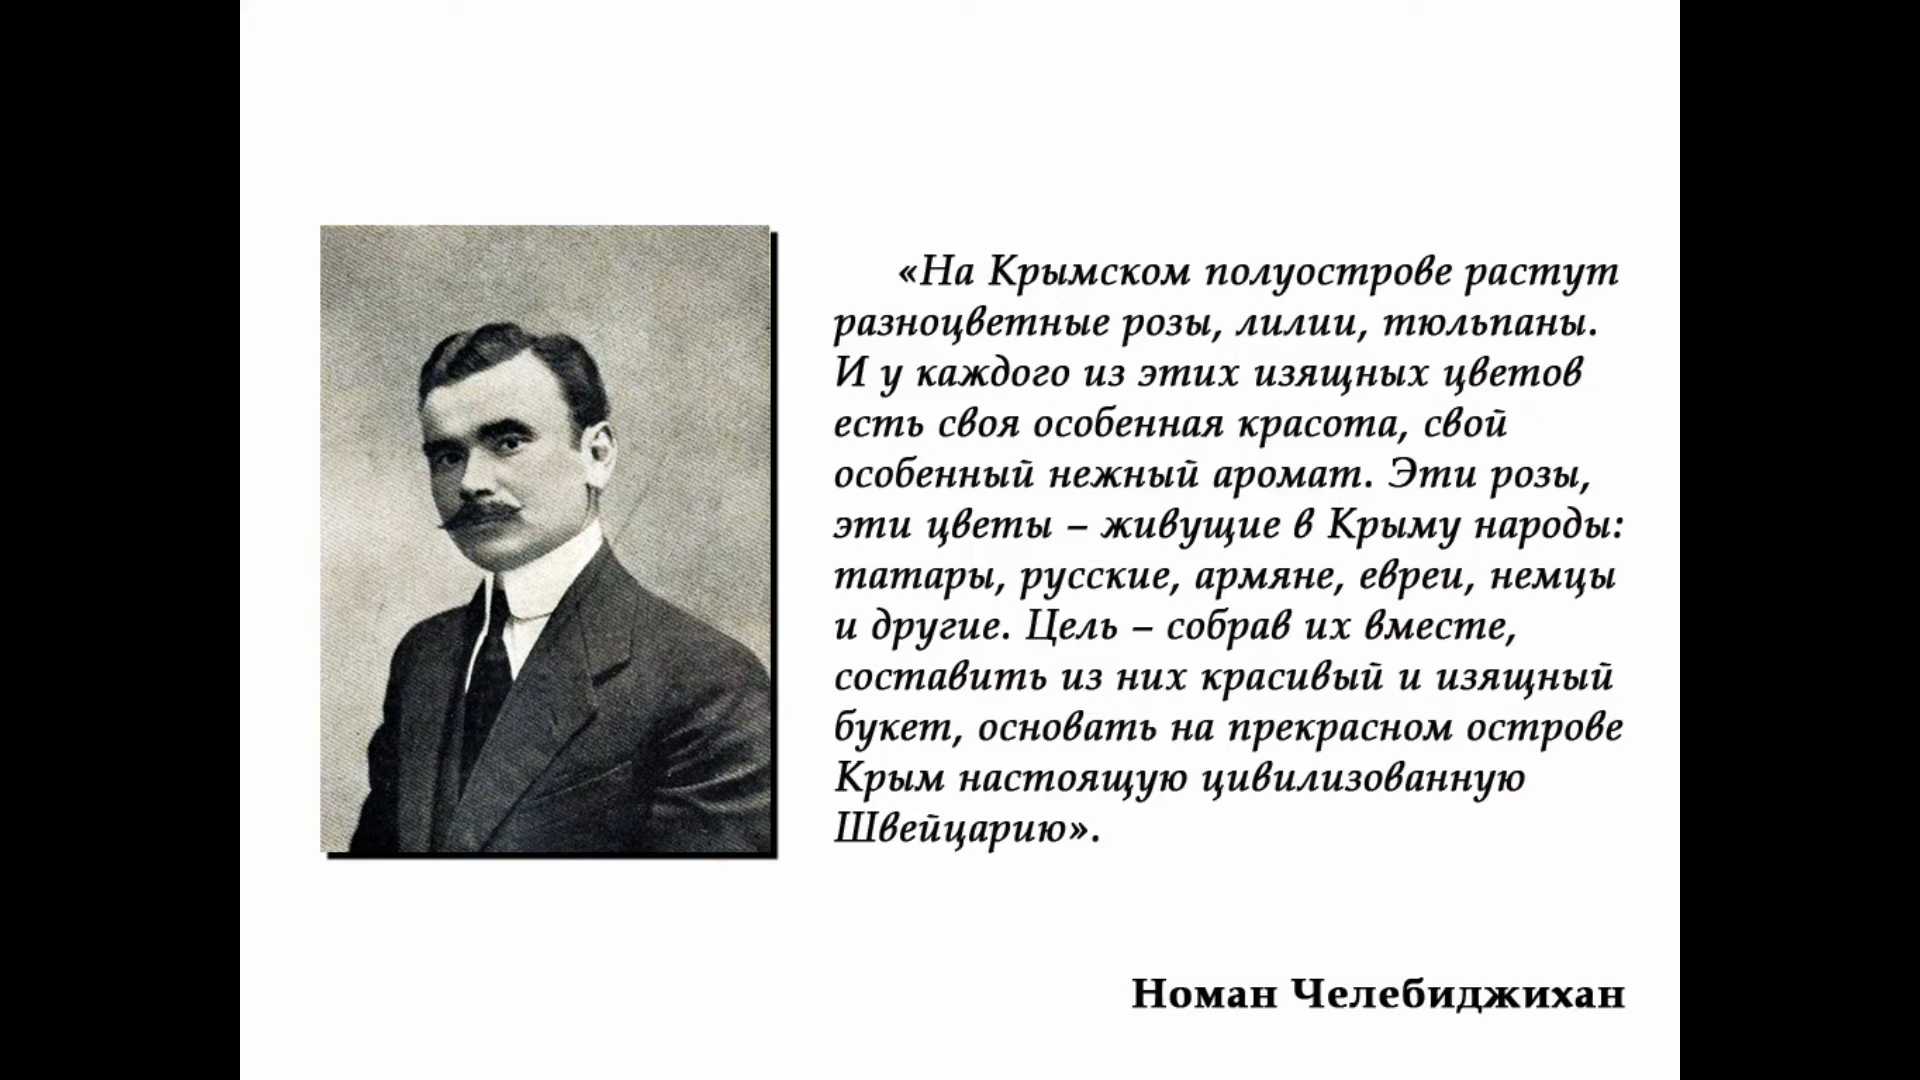 «На Крымском полуострове растут
разноцветные розы, лилии, тюльпаны.
И у каждого из этих изящных цветов
есть своя особенная красота, свой
особенный нежный аромат. Эти розы,
эти цветы – живущие в Крыму народы:
татары, русские, армяне, евреи, немцы
и другие. Цель – собрав их вместе,
составить из них красивый и изящный
букет, основать на прекрасном острове
Крым настоящую цивилизованную
Швейцарию».
Номан Челебиджихан